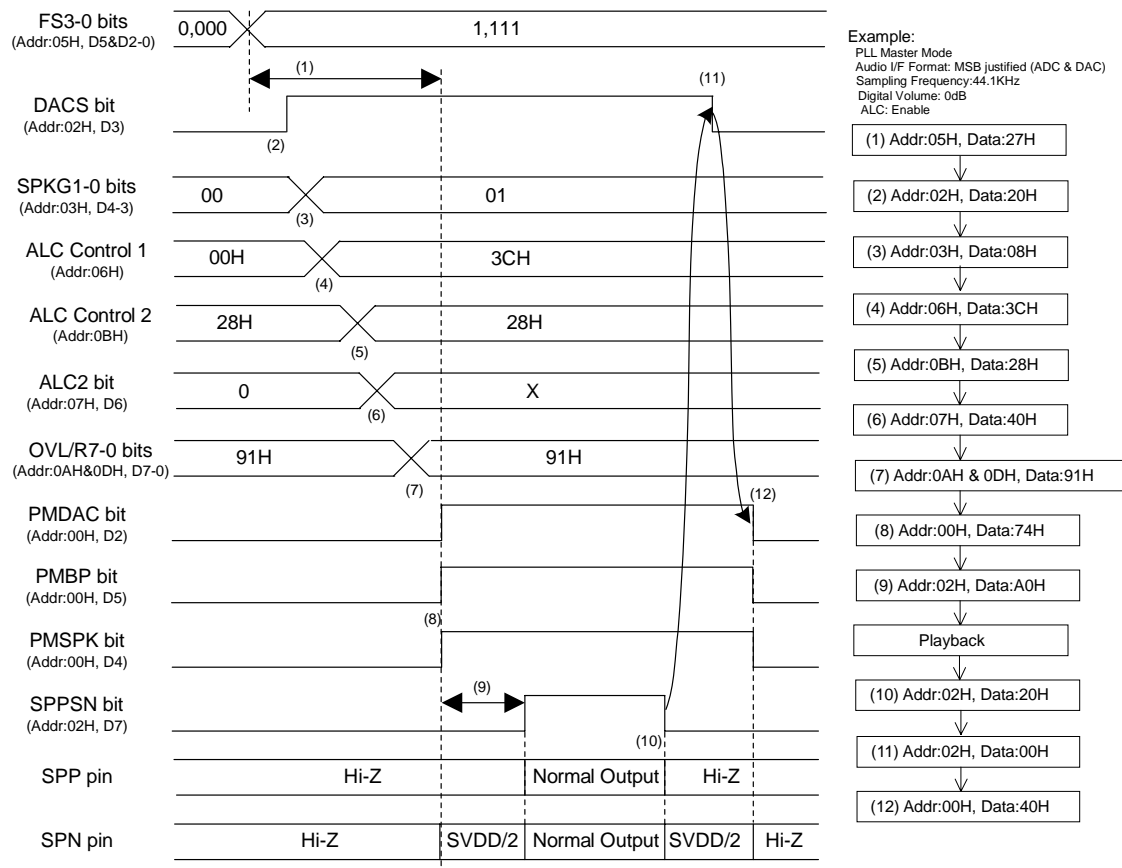 FS3-0 bits
(Addr:05H, D5&D2-0)
0,000
1,111
(1)
DACS bit
(Addr:02H, D3)
(2)
(11)
SPKG1-0 bits
(Addr:03H, D4-3)
00
01
(3)
ALC Control 1
(Addr:06H)
00H
3CH
(4)
ALC Control 2
(Addr:0BH)
28H
28H
(5)
ALC2 bit
(Addr:07H, D6)
0
X
(6)
OVL/R7-0 bits
(Addr:0AH&0DH, D7-0)
91H
91H
(7)
PMDAC bit
(Addr:00H, D2)
(12)
PMBP bit
(Addr:00H, D5)
(8)
PMSPK bit
(Addr:00H, D4)
SPPSN bit
(Addr:02H, D7)
(9)
(10)
SPP pin
Hi-Z
Normal Output
Hi-Z
SPN pin
Hi-Z
SVDD/2
Normal Output
SVDD/2
Hi-Z
Example:
PLL Master Mode
Audio I/F Format: MSB justified (ADC & DAC)
Sampling Frequency:44.1KHz
Digital Volume: 0dB
ALC: Enable
(1) Addr:05H, Data:27H
(2) Addr:02H, Data:20H
(3) Addr:03H, Data:08H
(4) Addr:06H, Data:3CH
(5) Addr:0BH, Data:28H
(6) Addr:07H, Data:40H
(7) Addr:0AH & 0DH, Data:91H
(8) Addr:00H, Data:74H
(9) Addr:02H, Data:A0H
Playback
(10) Addr:02H, Data:20H
(11) Addr:02H, Data:00H
(12) Addr:00H, Data:40H